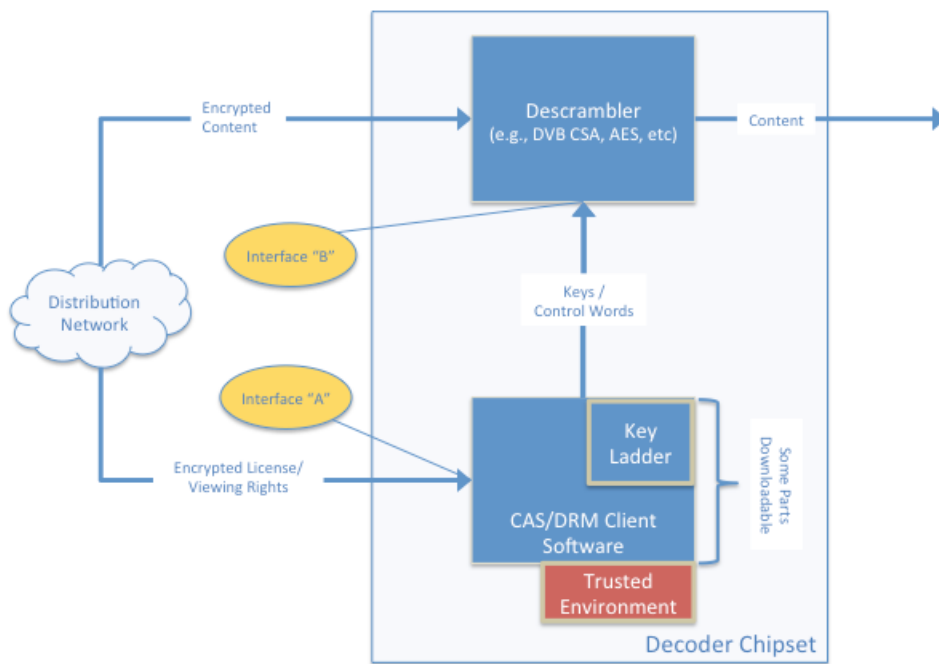 Descrambler
(e.g., DVB CSA, AES, etc)
Encrypted
Content
Content
Interface “B”
Distribution
Network
Keys /
Control Words
Interface “A”
Key
Ladder
Some Parts
Downloadable
Encrypted License/
Viewing Rights
CAS/DRM Client
Software
Trusted
Environment
Decoder Chipset